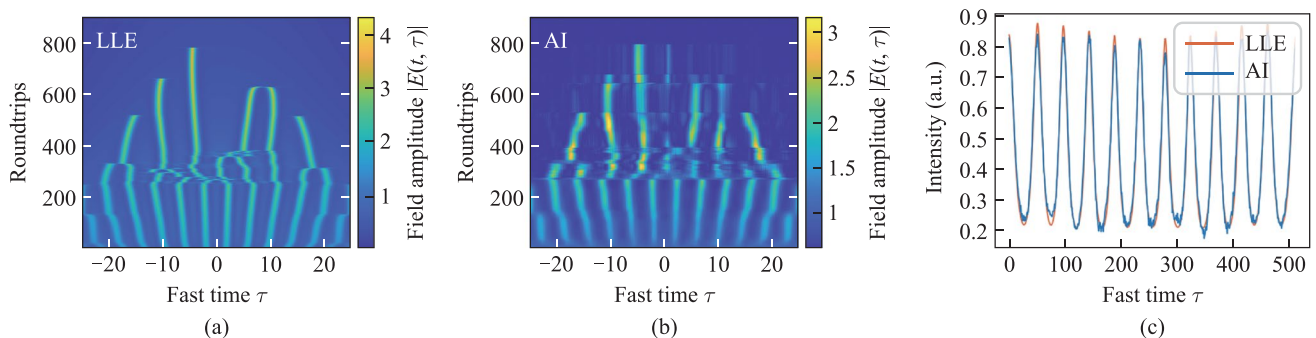 LLE
Roundtrips
800
600
400
200
−20
−10
0
10
20
Fast time τ
4
3
2
1
Field amplitude |E(t, τ)|
(a)
AI
Roundtrips
800
600
400
200
−20
−10
0
10
20
Fast time τ
3
2.5
2
1.5
1
Field amplitude |E(t, τ)|
(b)
LLE
AI
Intensity (a.u.)
0.9
0.8
0.7
0.6
0.5
0.4
0.3
0.2
0
100
200
300
400
500
Fast time τ
(c)